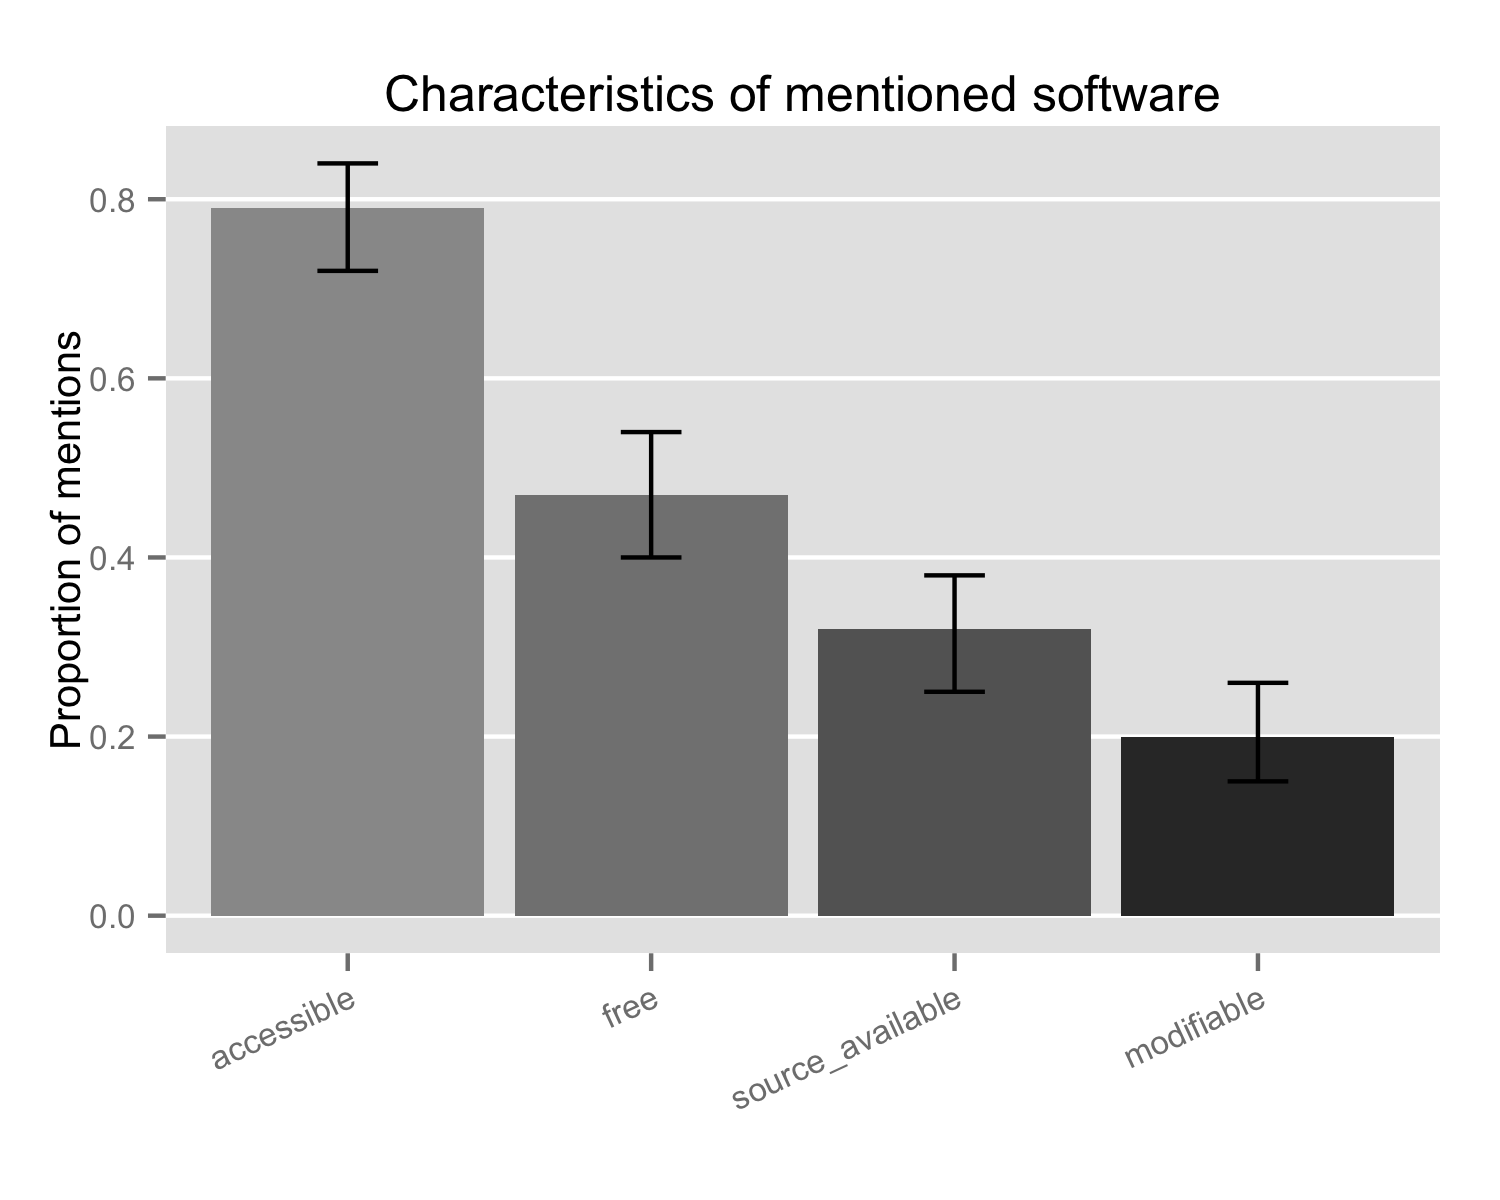 Characteristics of mentioned software
Proportion of mentions
0.8
0.6
0.4
0.2
0.0
accessible
free
source_available
modifiable